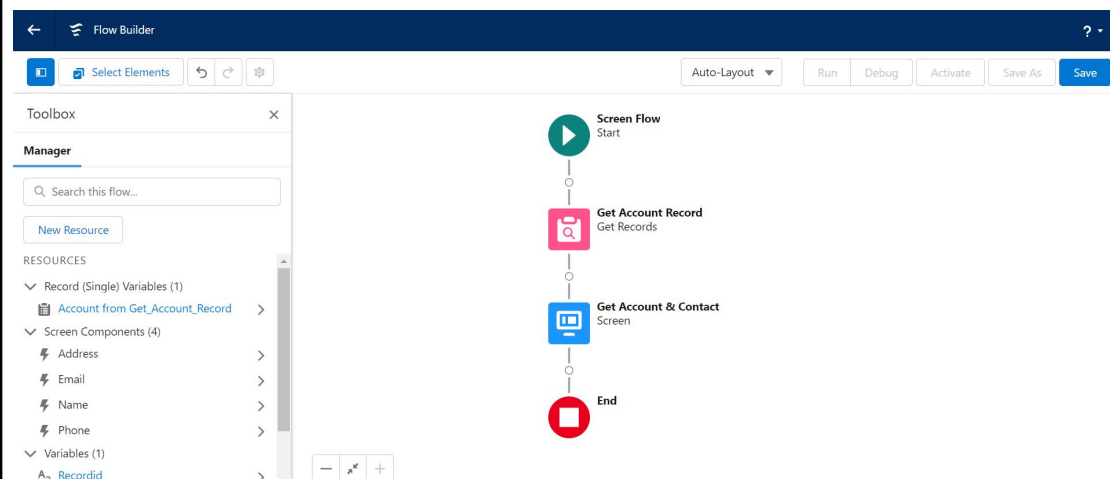 Flow Builder
?
Select Elements
Auto-Layout
Run
Debug
Activate
Save As
Save
Toolbox
Manager
Search this flow...
New Resource
RESOURCES
Record (Single) Variables (1)
Account from Get_Account_Record
Screen Components (4)
Address
Email
Name
Phone
Variables (1)
Recordid
Screen Flow
Start
Get Account Record
Get Records
Get Account & Contact
Screen
End